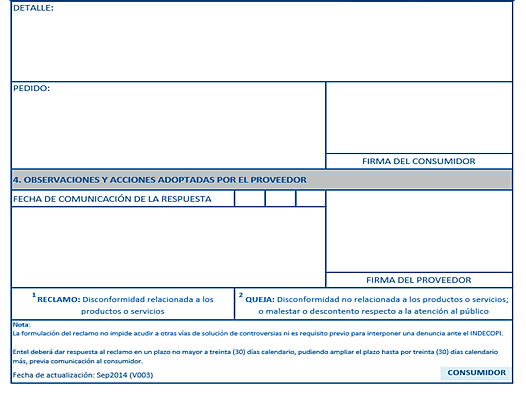 DETALLE:
PEDIDO:
FIRMA DEL CONSUMIDOR
4. OBSERVACIONES Y ACCIONES ADOPTADAS POR EL PROVEEDOR
FECHA DE COMUNICACIÓN DE LA RESPUESTA
FIRMA DEL PROVEEDOR
1 RECLAMO: Disconformidad relacionada a los
productos o servicios
2 QUEJA: Disconformidad no relacionada a los productos o servicios;
o malestar o descontento respecto a la atención al público
Nota:
La formulación del reclamo no impide acudir a otras vías de solución de controversias ni es requisito previo para interponer una denuncia ante el INDECOPI.
Entel deberá dar respuesta al reclamo en un plazo no mayor a treinta (30) días calendario, pudiendo ampliar el plazo hasta por treinta (30) días calendario
más, previa comunicación al consumidor.
Fecha de actualización: Sep2014 (V003)
CONSUMIDOR